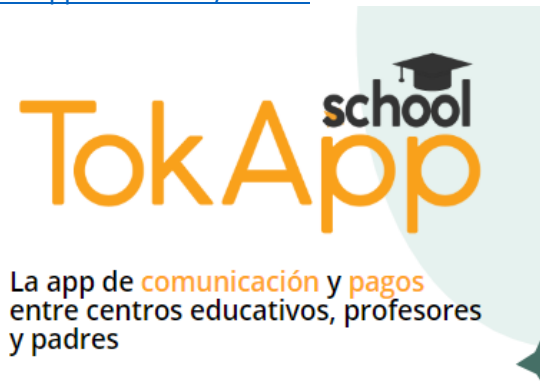 school
TokApp
La app de comunicación y pagos
entre centros educativos, profesores
y padres